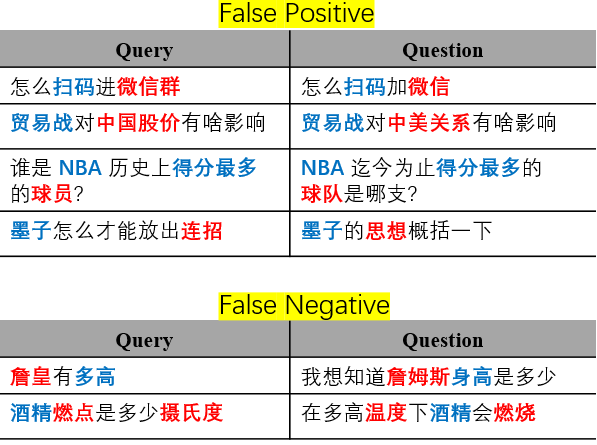 False Positive
Query Question
怎么扫码进微信群 怎么扫码加微信
贸易战对中国股价有啥影响 贸易战对中美关系有啥影响
谁是 NBA 历史上得分最多的球员? NBA 迄今为止得分最多的球队是哪支?
墨子怎么才能放出连招 墨子的思想概括一下
False Negative
Query Question
詹皇有多高 我想知道詹姆斯身高是多少
酒精燃点是多少摄氏度 在多高温度下酒精会燃烧